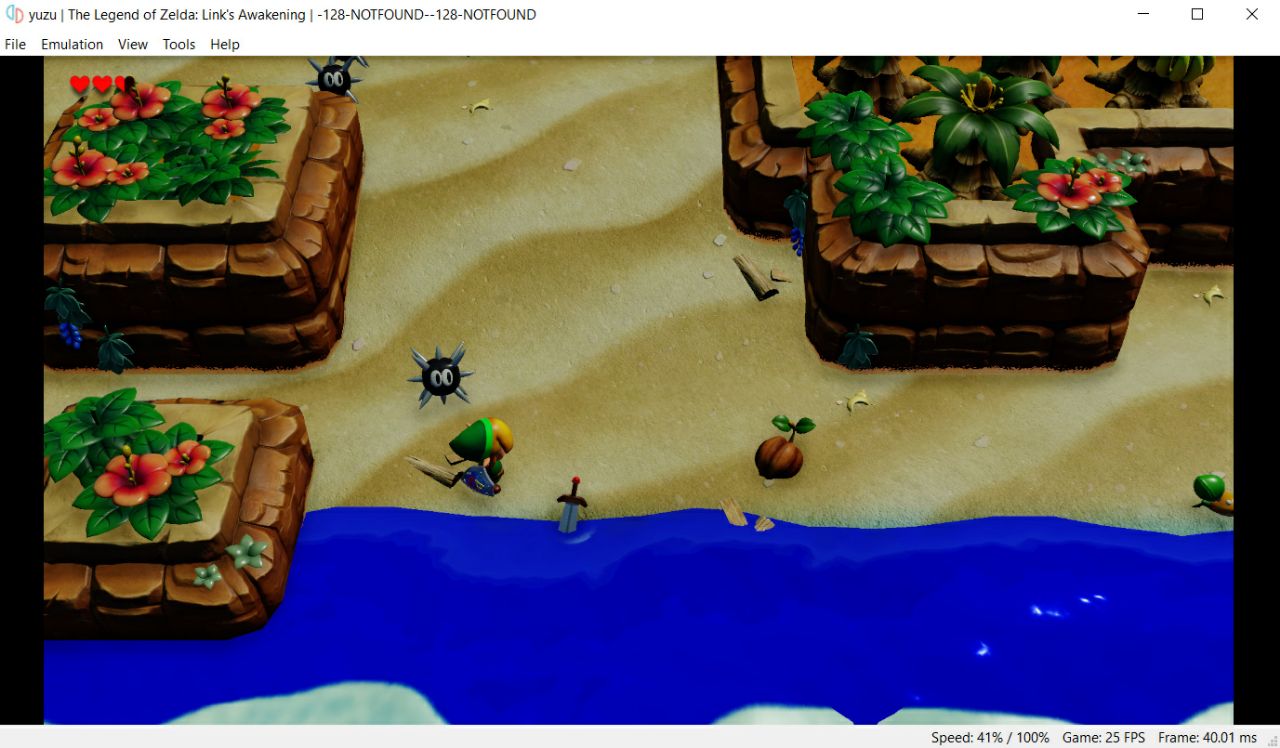 yuzu | The Legend of Zelda: Link's Awakening | -128-NOTFOUND--128-NOTFOUND
File Emulation View Tools Help
Speed: 41% / 100% Game: 25 FPS Frame: 40.01 ms